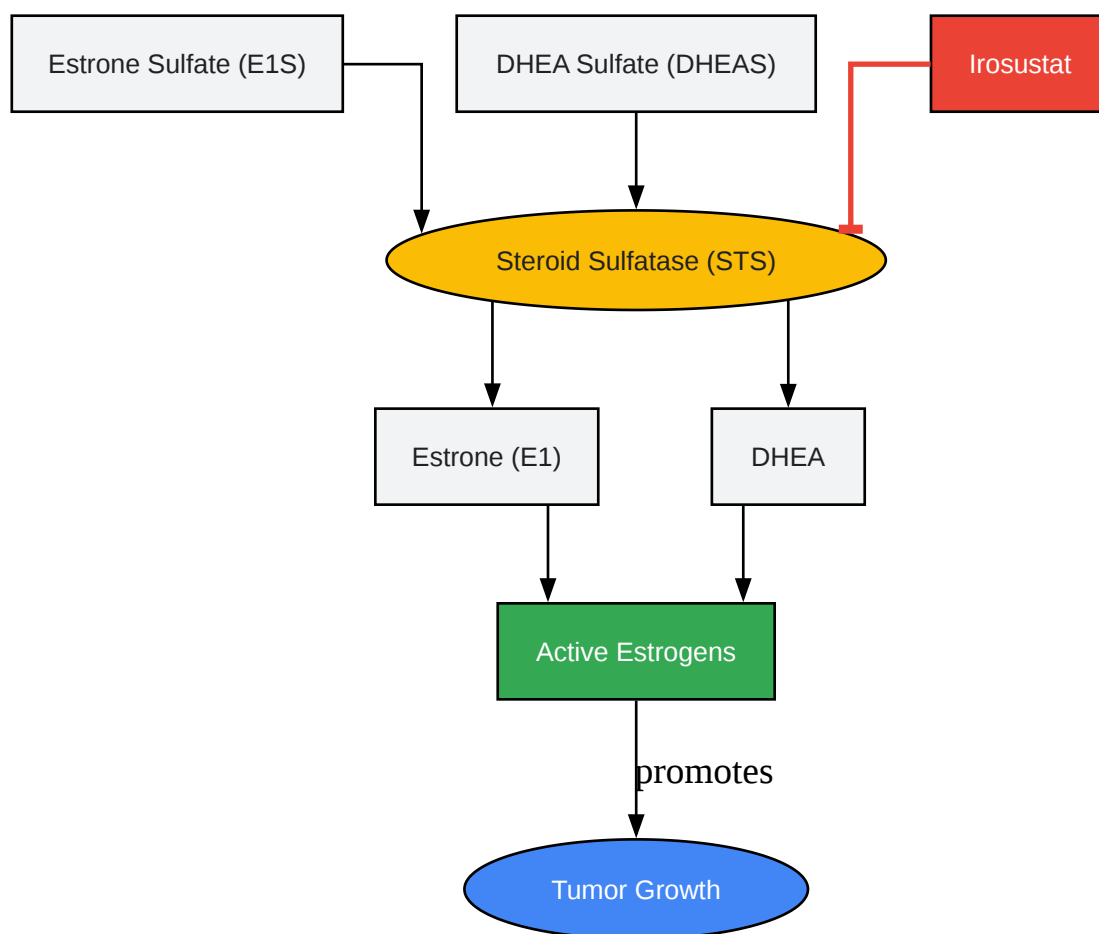 Estrone Sulfate (E1S)
DHEA Sulfate (DHEAS)
Irosustat
Steroid Sulfatase (STS)
Estrone (E1)
DHEA
Active Estrogens
promotes
Tumor Growth